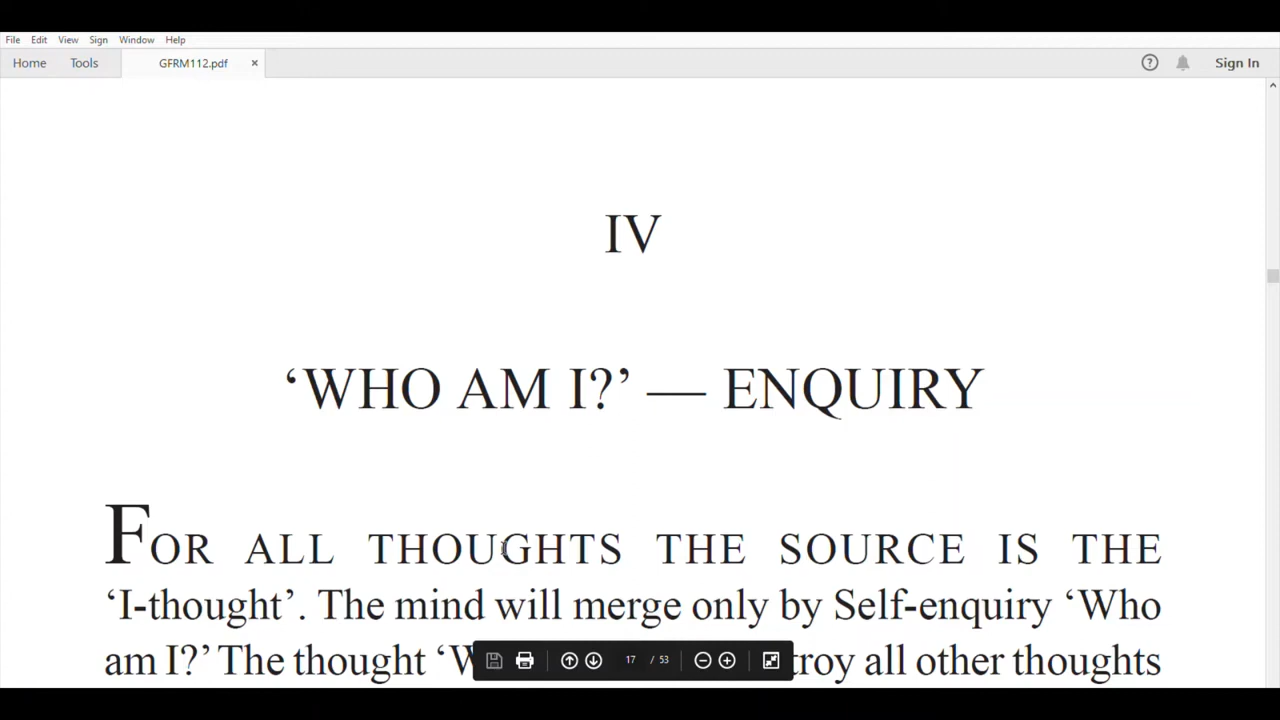 File Edit View Sign Window Help
Home Tools GFRM112.pdf × ? Sign In
IV
‘WHO AM I?’ — ENQUIRY
FOR ALL THOUGHTS THE SOURCE IS THE
‘I-thought’. The mind will merge only by Self-enquiry ‘Who
am I?’ The thought ‘W troy all other thoughts
17 / 53